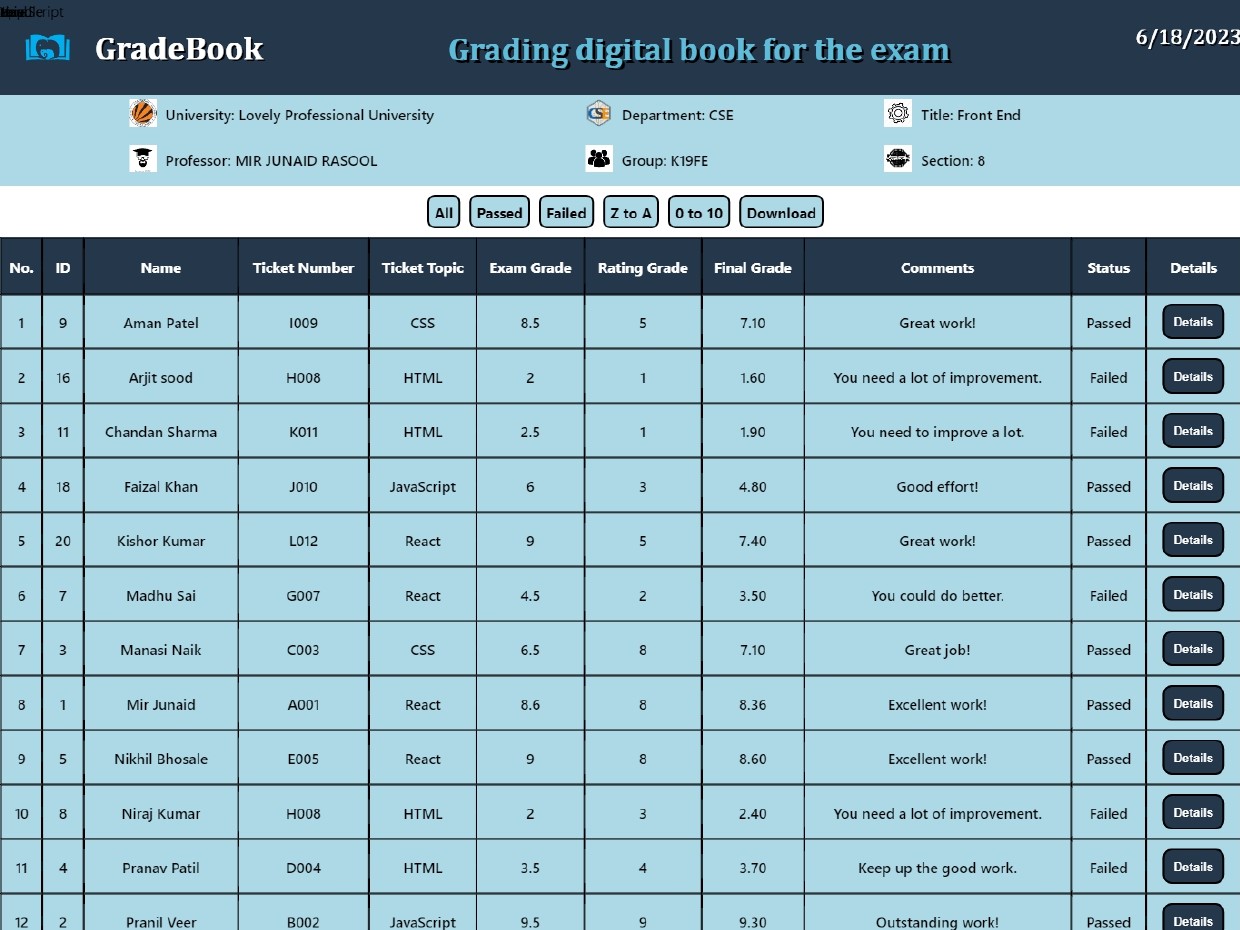 GradeBook
Grading digital book for the exam
6/18/2023
University: Lovely Professional University
Department: CSE
Title: Front End
Professor: MIR JUNAID RASOOL
Group: K19FE
Section: 8
All Passed Failed Z to A 0 to 10 Download
No. ID Name Ticket Number Ticket Topic Exam Grade Rating Grade Final Grade Comments Status Details
1 9 Aman Patel I009 CSS 8.5 5 7.10 Great work! Passed Details
2 16 Arjit sood H008 HTML 2 1 1.60 You need a lot of improvement. Failed Details
3 11 Chandan Sharma K011 HTML 2.5 1 1.90 You need to improve a lot. Failed Details
4 18 Faizal Khan J010 JavaScript 6 3 4.80 Good effort! Passed Details
5 20 Kishor Kumar L012 React 9 5 7.40 Great work! Passed Details
6 7 Madhu Sai G007 React 4.5 2 3.50 You could do better. Failed Details
7 3 Manasi Naik C003 CSS 6.5 8 7.10 Great job! Passed Details
8 1 Mir Junaid A001 React 8.6 8 8.36 Excellent work! Passed Details
9 5 Nikhil Bhosale E005 React 9 8 8.60 Excellent work! Passed Details
10 8 Niraj Kumar H008 HTML 2 3 2.40 You need a lot of improvement. Failed Details
11 4 Pranav Patil D004 HTML 3.5 4 3.70 Keep up the good work. Failed Details
12 2 Pranil Veer B002 JavaScript 9.5 9 9.30 Outstanding work! Passed Details